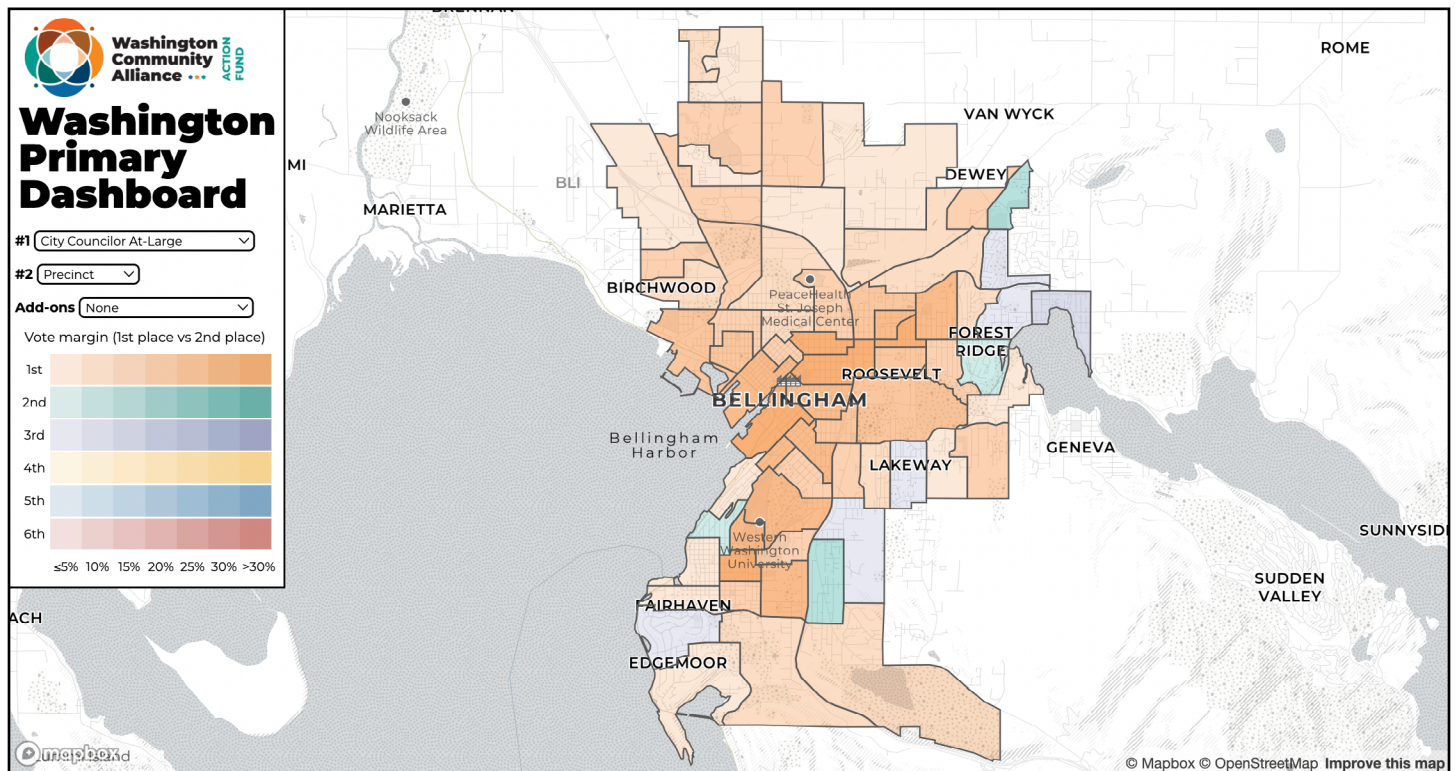 Washington
Community
Alliance
ACTION
FUND
Washington
Primary
Dashboard
#1 City Councilor At-Large
#2 Precinct
Add-ons None
Vote margin (1st place vs 2nd place)
1st
2nd
3rd
4th
5th
6th
≤5% 10% 15% 20% 25% 30% >30%
ROME
Nooksack
Wildlife Area
VAN WYCK
MI
BLI
DEWEY
MARIETTA
BIRCHWOOD
PeaceHealth
St. Joseph
Medical Center
FOREST
RIDGE
ROOSEVELT
BELLINGHAM
Bellingham
Harbor
GENEVA
LAKEWAY
SUNNYSID
Western
Washington
University
SUDDEN
VALLEY
FAIRHAVEN
ACH
EDGEMOOR
mapbox
© Mapbox © OpenStreetMap Improve this map